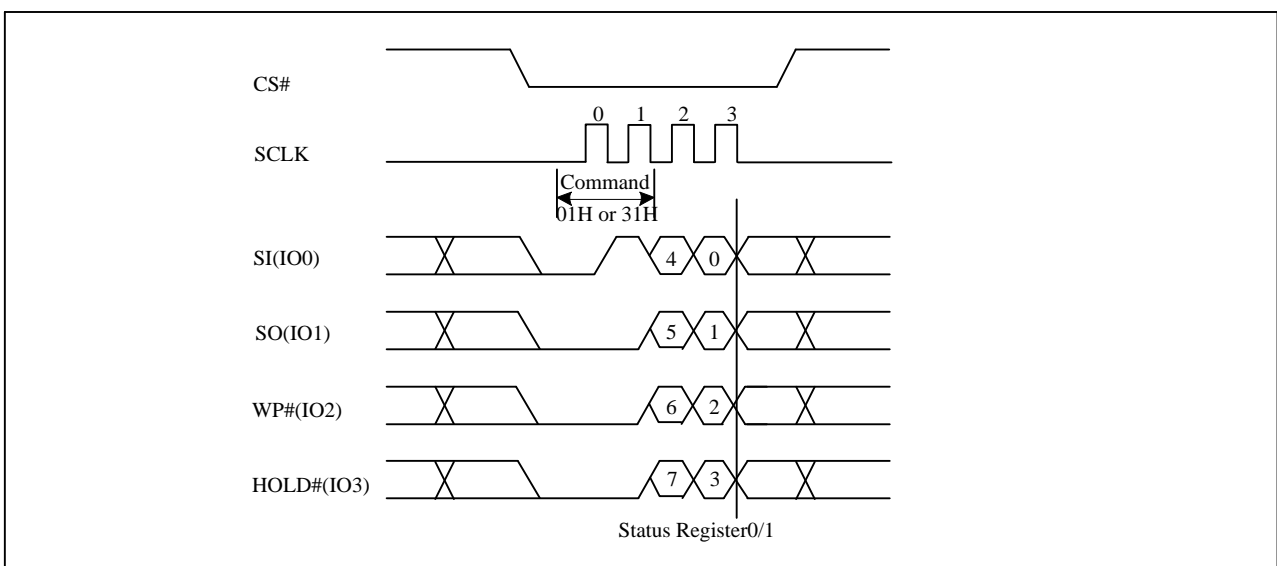 CS#
0 1 2 3
SCLK
Command
01H or 31H
SI(IO0) 4 0
SO(IO1) 5 1
WP#(IO2) 6 2
HOLD#(IO3) 7 3
Status Register0/1